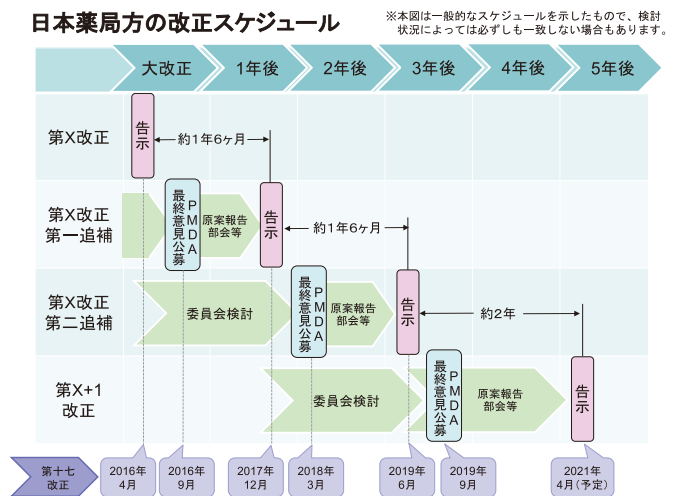 日本薬局方の改正スケジュール
※本図は一般的なスケジュールを示したもので、検討
状況によっては必ずしも一致しない場合もあります。
大改正
1年後
2年後
3年後
4年後
5年後
第X改正
告示
約1年6ヶ月
第X改正
第一追補
PMDA
最終意見公募
原案報告
部会等
告示
約1年6ヶ月
第X改正
第二追補
委員会検討
PMDA
最終意見公募
原案報告
部会等
告示
約2年
第X+1
改正
委員会検討
PMDA
最終意見公募
原案報告
部会等
告示
第十七
改正
2016年
4月
2016年
9月
2017年
12月
2018年
3月
2019年
6月
2019年
9月
2021年
4月(予定)